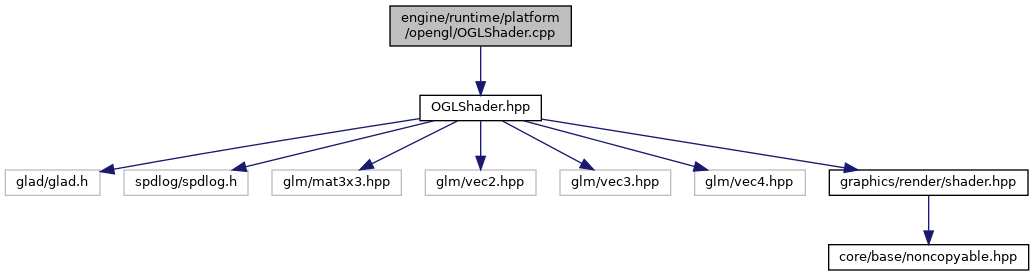 engine/runtime/platform
/opengl/OGLShader.cpp
OGLShader.hpp
glad/glad.h
spdlog/spdlog.h
glm/mat3x3.hpp
glm/vec2.hpp
glm/vec3.hpp
glm/vec4.hpp
graphics/render/shader.hpp
core/base/noncopyable.hpp